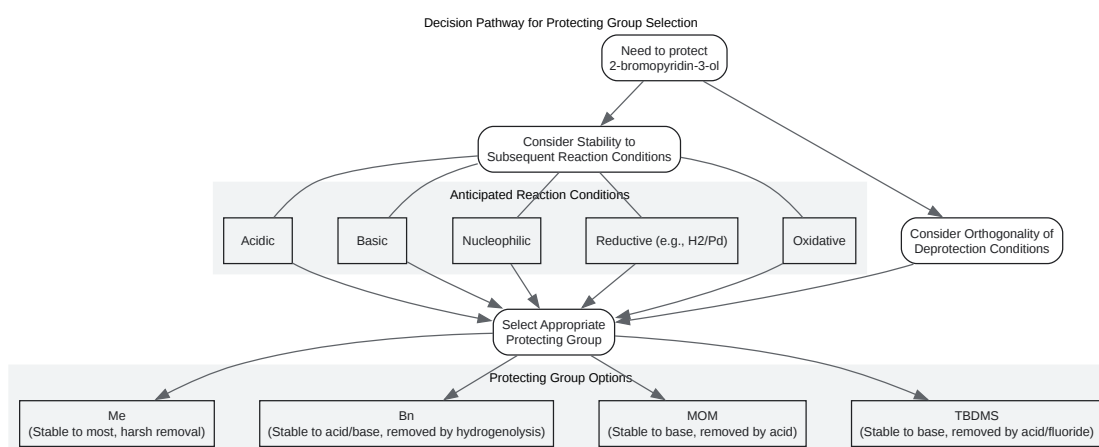 Decision Pathway for Protecting Group Selection
Need to protect
2-bromopyridin-3-ol
Consider Stability to
Subsequent Reaction Conditions
Anticipated Reaction Conditions
Acidic
Basic
Nucleophilic
Reductive (e.g., H2/Pd)
Oxidative
Consider Orthogonality of
Deprotection Conditions
Select Appropriate
Protecting Group
Protecting Group Options
Me
(Stable to most, harsh removal)
Bn
(Stable to acid/base, removed by hydrogenolysis)
MOM
(Stable to base, removed by acid)
TBDMS
(Stable to base, removed by acid/fluoride)